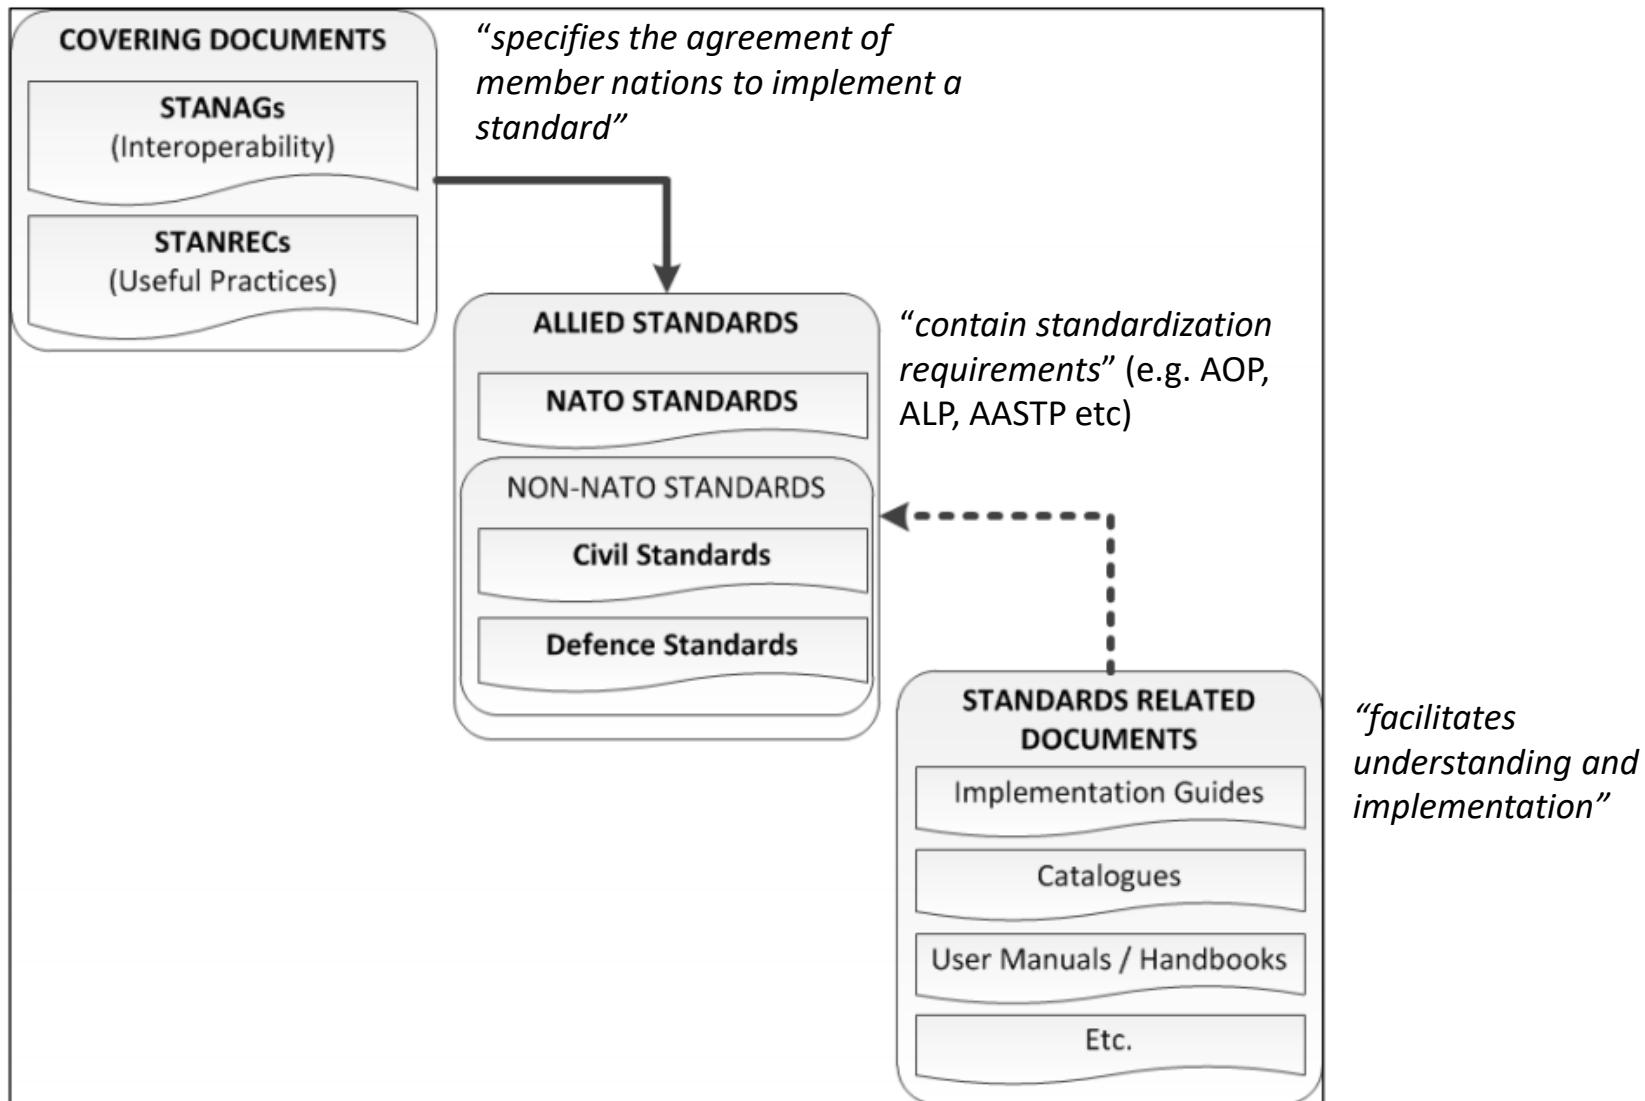 COVERING DOCUMENTS
STANAGs
(Interoperability)
STANRECs
(Useful Practices)
“specifies the agreement of
member nations to implement a
standard”
ALLIED STANDARDS
NATO STANDARDS
NON-NATO STANDARDS
Civil Standards
Defence Standards
“contain standardization
requirements” (e.g. AOP,
ALP, AASTP etc)
STANDARDS RELATED
DOCUMENTS
Implementation Guides
Catalogues
User Manuals / Handbooks
Etc.
“facilitates
understanding and
implementation”